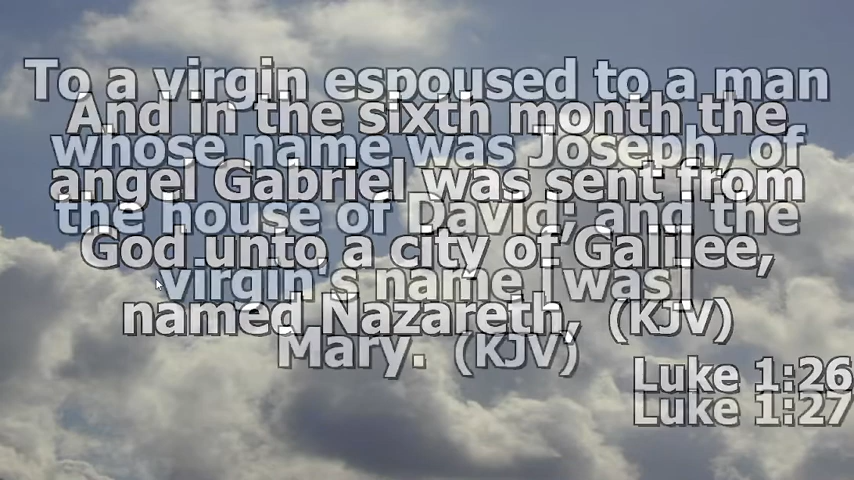 To a virgin espoused to a man
And in the sixth month the
whose name was Joseph, of
angel Gabriel was sent from
the house of David; and the
God unto a city of Galilee,
virgin's name [was]
named Nazareth, (KJV)
Mary. (KJV)
Luke 1:26
Luke 1:27